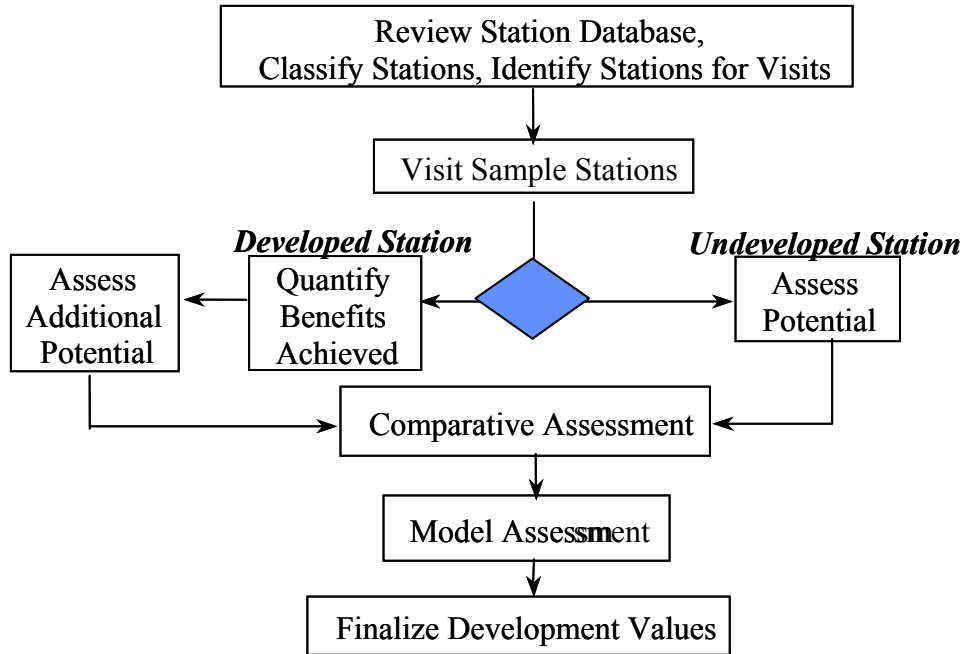 Review Station Database,
Classify Stations, Identify Stations for Visits
Visit Sample Stations
Developed Station
Undeveloped Station
Assess
Additional
Potential
Quantify
Benefits
Achieved
Assess
Potential
Comparative Assessment
Model Assessment
Finalize Development Values